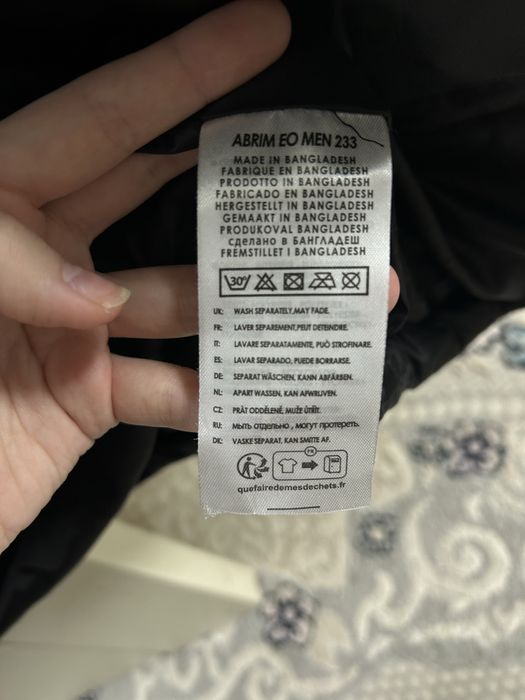 ABRIM EO MEN 233
MADE IN BANGLADESH
FABRIQUE EN BANGLADESH
PRODOTTO IN BANGLADESH
FABRICADO EN BANGLADESH
HERGESTELLT IN BANGLADESH
GEMAAKT IN BANGLADESH
PRODUKOVAL BANGLADESH
сделано в БАНГЛАДЕШ
FREMSTILLET I BANGLADESH
30°
UK: WASH SEPARATELY,MAY FADE.
FR: LAVER SEPAREMENT,PEUT DETEINDRE.
IT: LAVARE SEPARATAMENTE, PUÒ STROFINARE.
ES: LAVAR SEPARADO, PUEDE BORRARSE.
DE: SEPARAT WÄSCHEN, KANN ABFÄRBEN.
NL: APART WASSEN, KAN AFWRIJVEN.
CZ: PRÁT ODDĚLENĚ, MUŽE ÚTŘÍT.
RU: мыть отдельно , могут протереть.
DK: VASKE SEPARAT, KAN SMITTE AF.
FR
quefairedemesdechets.fr